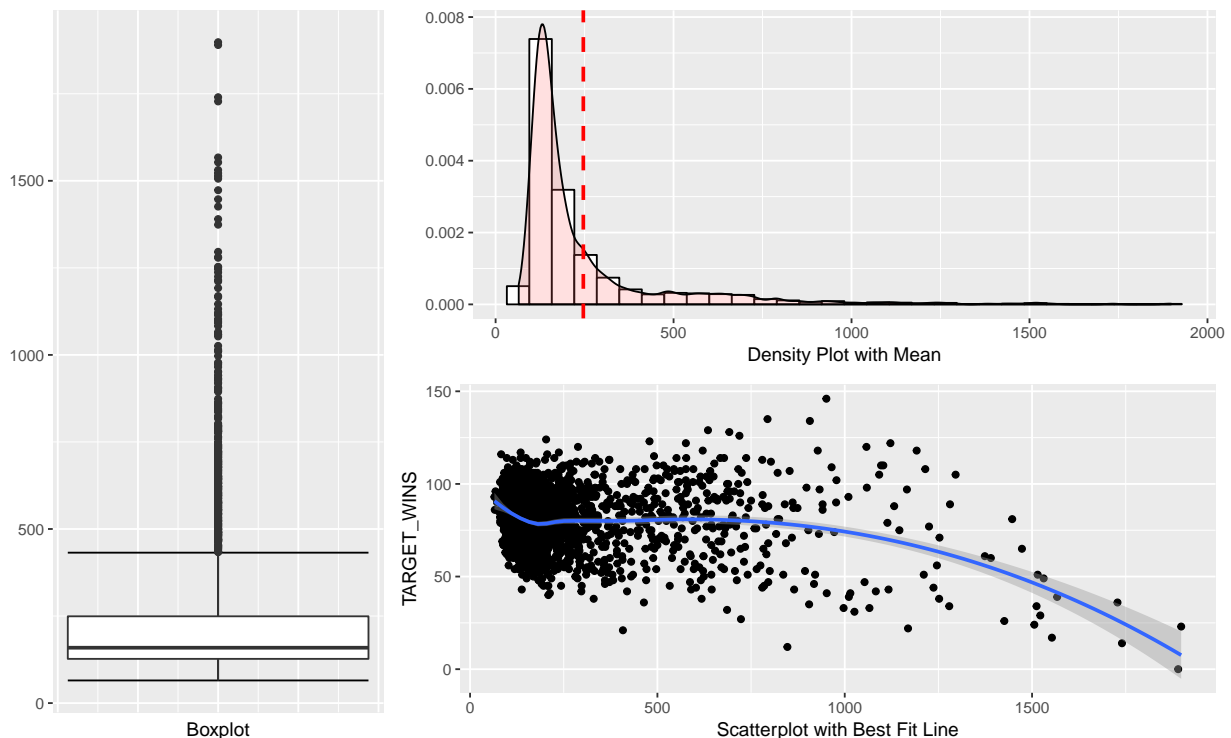 1500
1000
500
0
Boxplot
0.008
0.006
0.004
0.002
0.000
0 500 1000 1500 2000
Density Plot with Mean
150
100
50
0
TARGET_WINS
0 500 1000 1500
Scatterplot with Best Fit Line